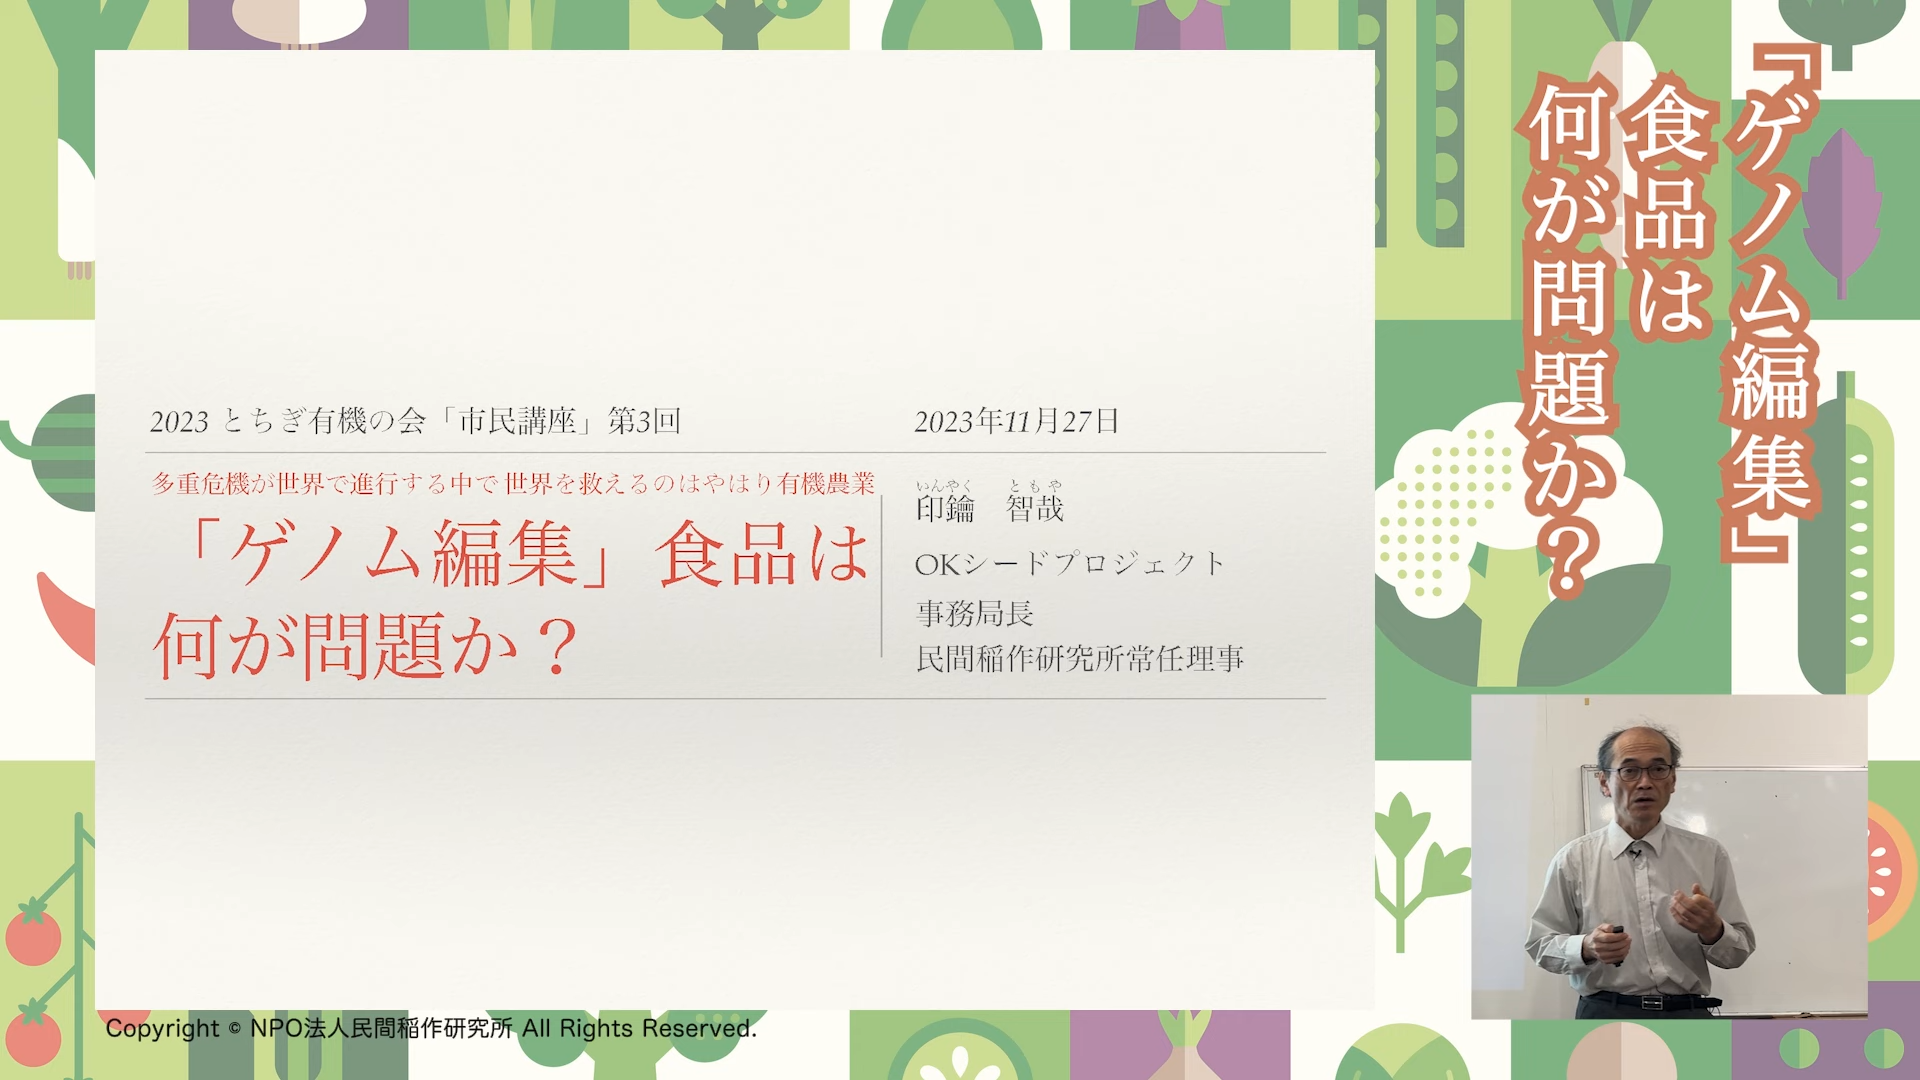 2023 とちぎ有機の会「市民講座」第3回
2023年11月27日
多重危機が世界で進行する中で 世界を救えるのはやはり有機農業
「ゲノム編集」食品は
何が問題か？
いんやく ともや
印鑰 智哉
OKシードプロジェクト
事務局長
民間稲作研究所常任理事
『ゲノム編集』
食品は
何が問題か？
Copyright © NPO法人民間稲作研究所 All Rights Reserved.